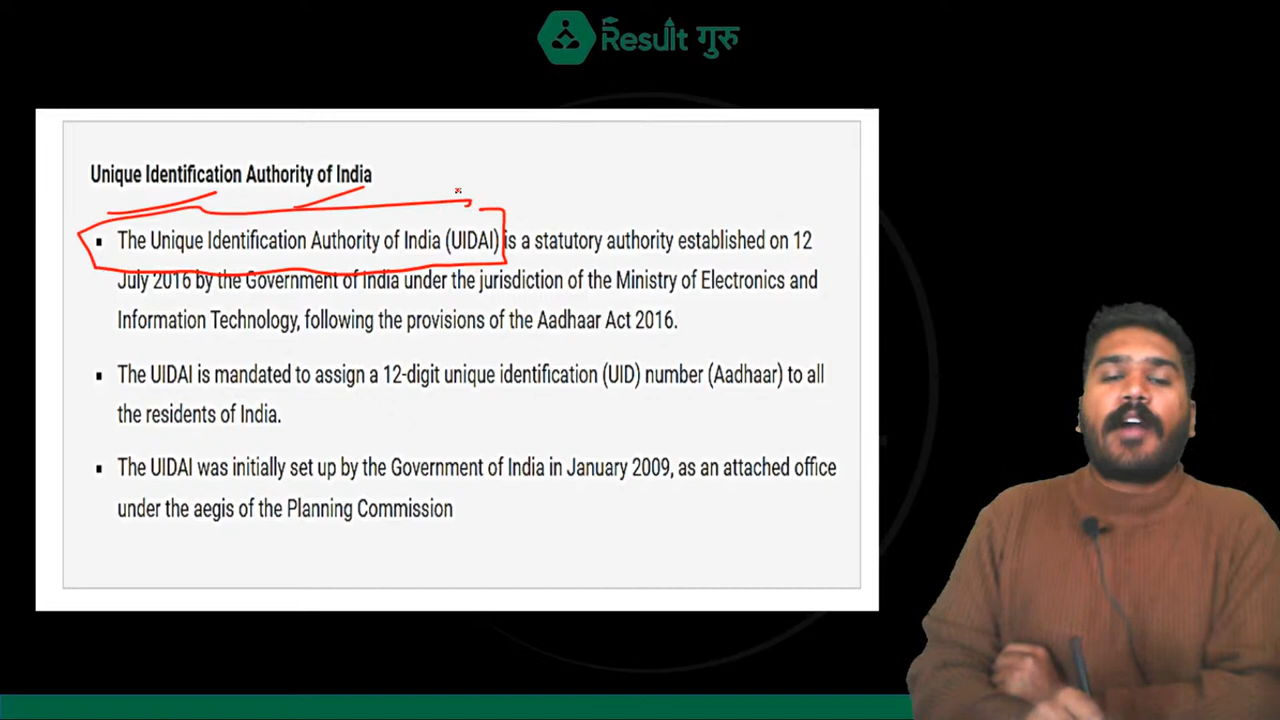 Result गुरु
Unique Identification Authority of India
▪ The Unique Identification Authority of India (UIDAI) is a statutory authority established on 12
July 2016 by the Government of India under the jurisdiction of the Ministry of Electronics and
Information Technology, following the provisions of the Aadhaar Act 2016.
▪ The UIDAI is mandated to assign a 12-digit unique identification (UID) number (Aadhaar) to all
the residents of India.
▪ The UIDAI was initially set up by the Government of India in January 2009, as an attached office
under the aegis of the Planning Commission